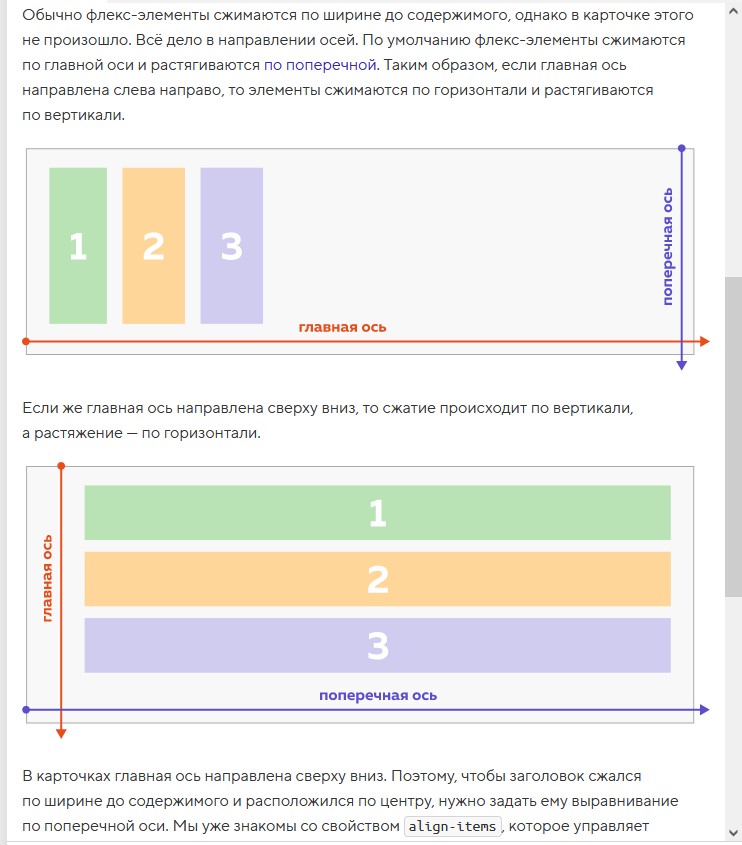 Обычно флекс-элементы сжимаются по ширине до содержимого, однако в карточке этого
не произошло. Всё дело в направлении осей. По умолчанию флекс-элементы сжимаются
по главной оси и растягиваются по поперечной. Таким образом, если главная ось
направлена слева направо, то элементы сжимаются по горизонтали и растягиваются
по вертикали.
1
2
3
поперечная ось
главная ось
Если же главная ось направлена сверху вниз, то сжатие происходит по вертикали,
а растяжение — по горизонтали.
главная ось
1
2
3
поперечная ось
В карточках главная ось направлена сверху вниз. Поэтому, чтобы заголовок сжался
по ширине до содержимого и расположился по центру, нужно задать ему выравнивание
по поперечной оси. Мы уже знакомы со свойством align-items, которое управляет